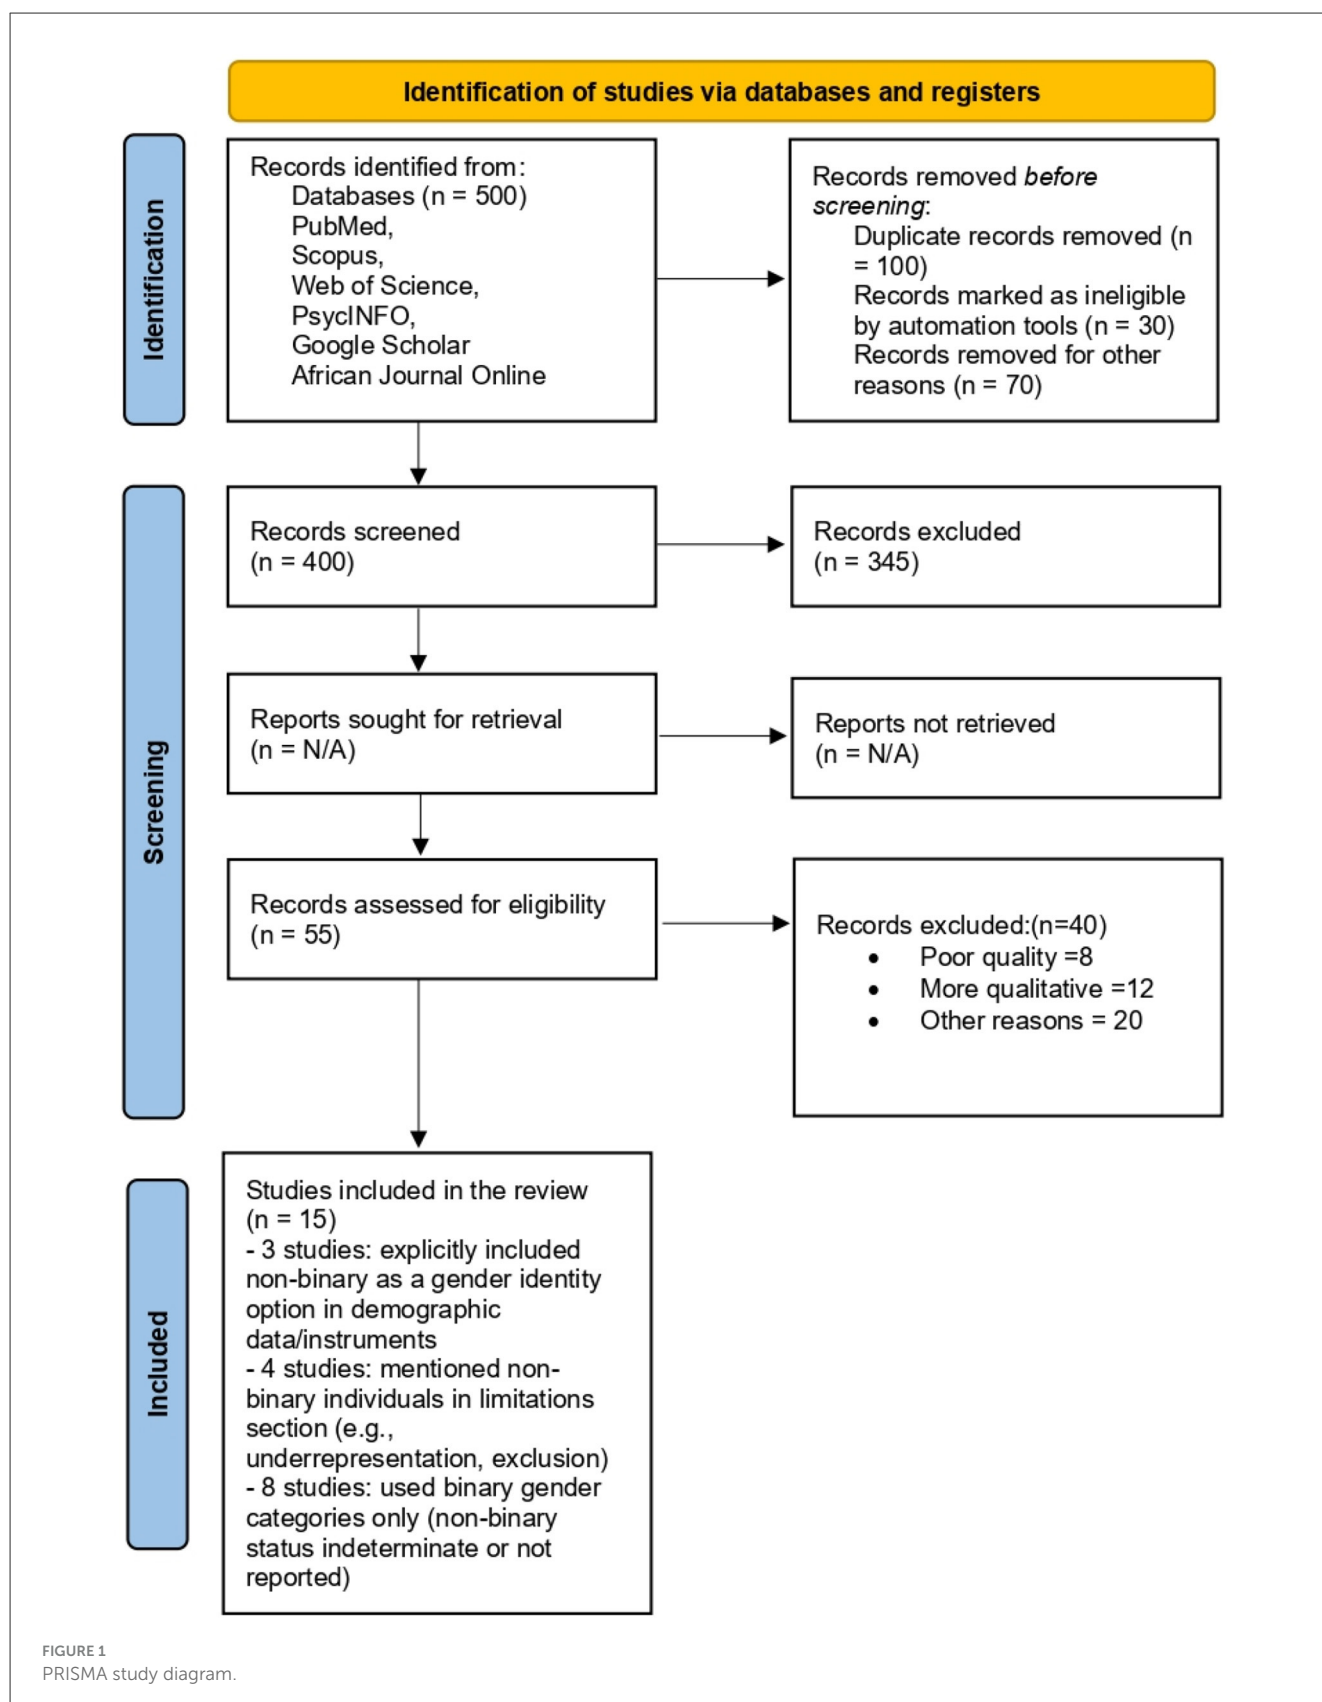 Identification of studies via databases and registers
Identification
Records identified from:
Databases (n = 500)
PubMed,
Scopus,
Web of Science,
PsycINFO,
Google Scholar
African Journal Online
Records removed before
screening:
Duplicate records removed (n
= 100)
Records marked as ineligible
by automation tools (n = 30)
Records removed for other
reasons (n = 70)
Screening
Records screened
(n = 400)
Records excluded
(n = 345)
Reports sought for retrieval
(n = N/A)
Reports not retrieved
(n = N/A)
Records assessed for eligibility
(n = 55)
Records excluded:(n=40)
• Poor quality =8
• More qualitative =12
• Other reasons = 20
Included
Studies included in the review
(n = 15)
- 3 studies: explicitly included
non-binary as a gender identity
option in demographic
data/instruments
- 4 studies: mentioned non-
binary individuals in limitations
section (e.g.,
underrepresentation, exclusion)
- 8 studies: used binary gender
categories only (non-binary
status indeterminate or not
reported)
FIGURE 1
PRISMA study diagram.